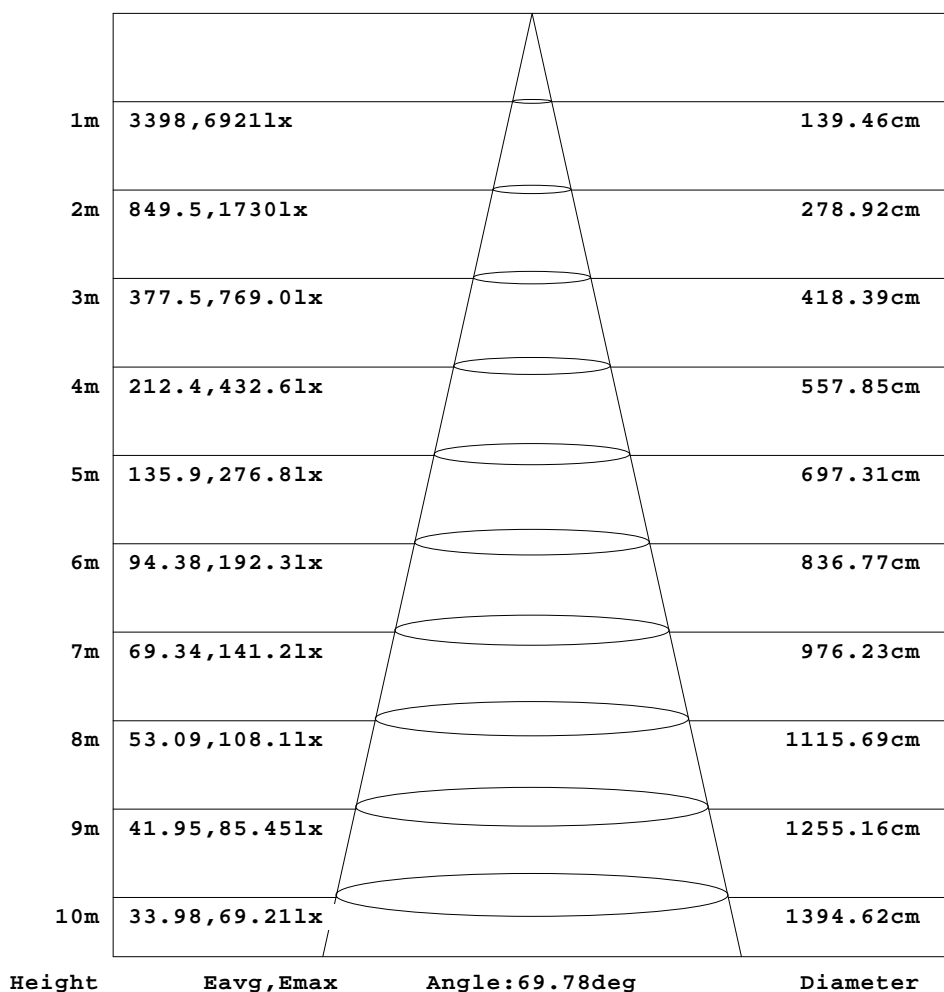 1m 3398,6921lx 139.46cm
2m 849.5,1730lx 278.92cm
3m 377.5,769.0lx 418.39cm
4m 212.4,432.6lx 557.85cm
5m 135.9,276.8lx 697.31cm
6m 94.38,192.3lx 836.77cm
7m 69.34,141.2lx 976.23cm
8m 53.09,108.1lx 1115.69cm
9m 41.95,85.45lx 1255.16cm
10m 33.98,69.21lx 1394.62cm
Height Eavg,Emax Angle:69.78deg Diameter